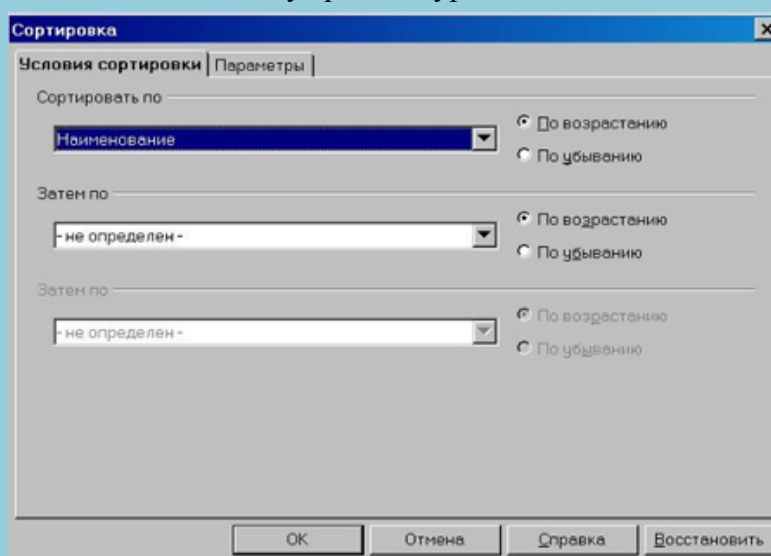 Сортировка
Условия сортировки Параметры
Сортировать по
Наименование
По возрастанию
По убыванию
Затем по
- не определен -
По возрастанию
По убыванию
Затем по
- не определен -
По возрастанию
По убыванию
OK Отмена Справка Восстановить